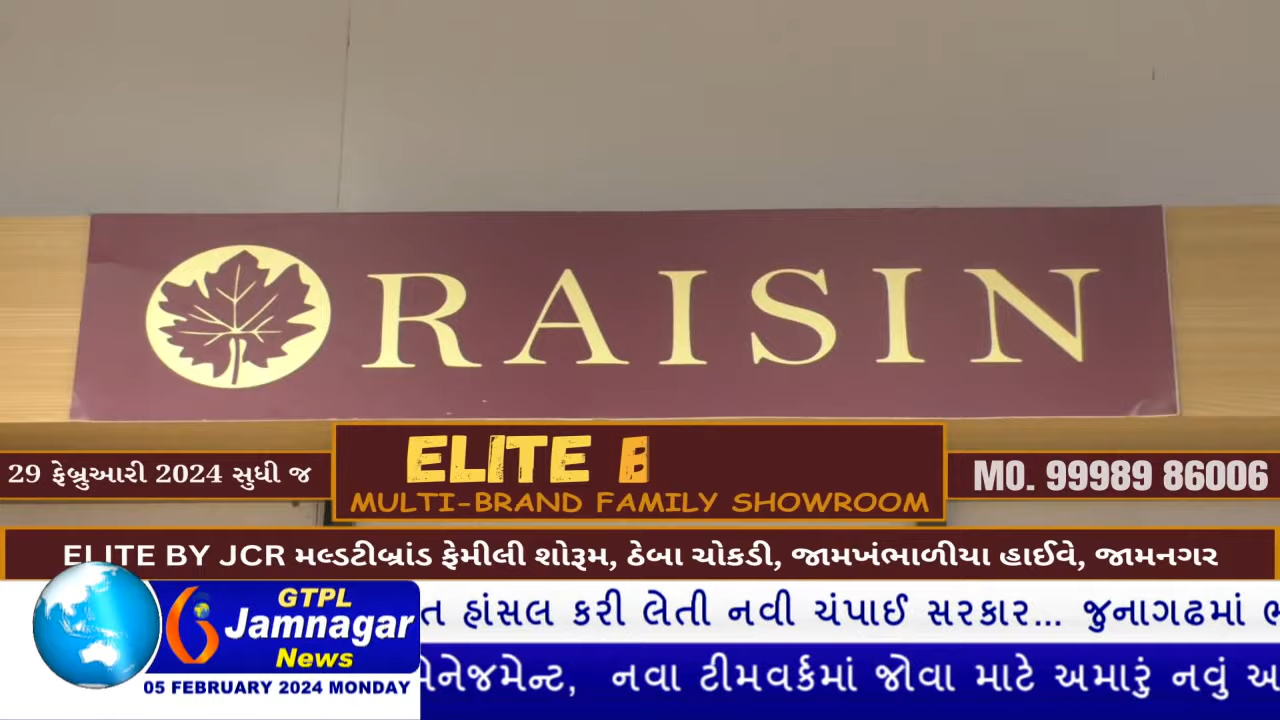 RAISIN
ELITE
29 ફેબ્રુઆરી 2024 સુધી જ
MULTI-BRAND FAMILY SHOWROOM
MO. 99989 86006
ELITE BY JCR મલ્ડટીબ્રાંડ ફેમીલી શોરૂમ, ઠેબા ચોકડી, જામખંભાળીયા હાઈવે, જામનગર
GTPL
Jamnagar
News
05 FEBRUARY 2024 MONDAY
હાંસલ કરી લેતી નવી ચંપાઈ સરકાર... જુનાગઢમાં
નવા ટીમવર્કમાં જોવા માટે અમારું નવું